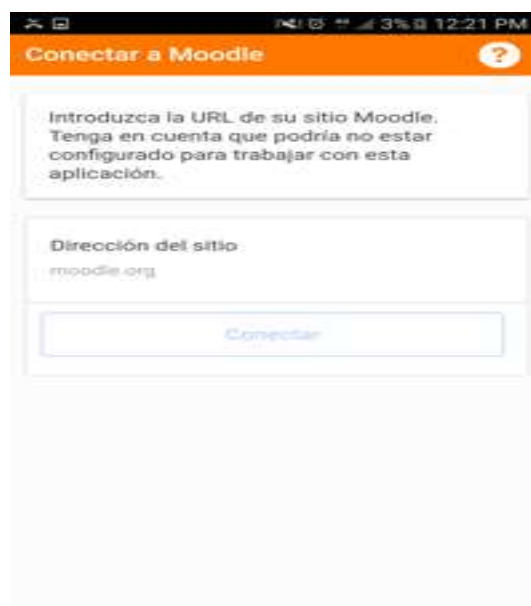 3% 12:21 PM
Conectar a Moodle
?
Introduzca la URL de su sitio Moodle.
Tenga en cuenta que podría no estar
configurado para trabajar con esta
aplicación.
Dirección del sitio
moodle.org
Conectar